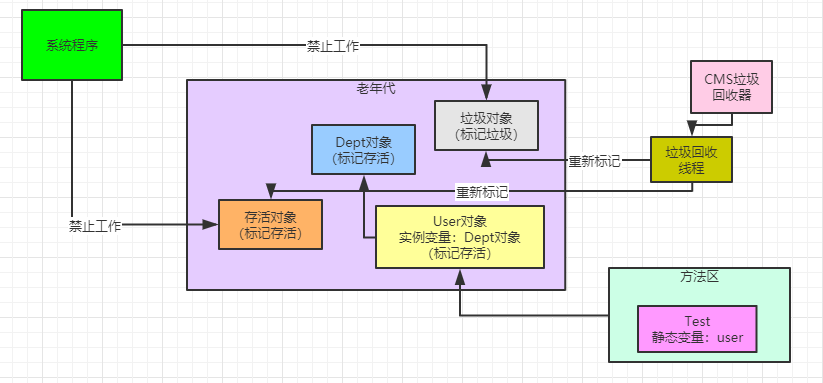 系统程序
禁止工作
老年代
CMS垃圾
回收器
垃圾对象
（标记垃圾）
Dept对象
（标记存活）
垃圾回收
线程
重新标记
重新标记
存活对象
（标记存活）
User对象
实例变量：Dept对象
（标记存活）
禁止工作
方法区
Test
静态变量：user